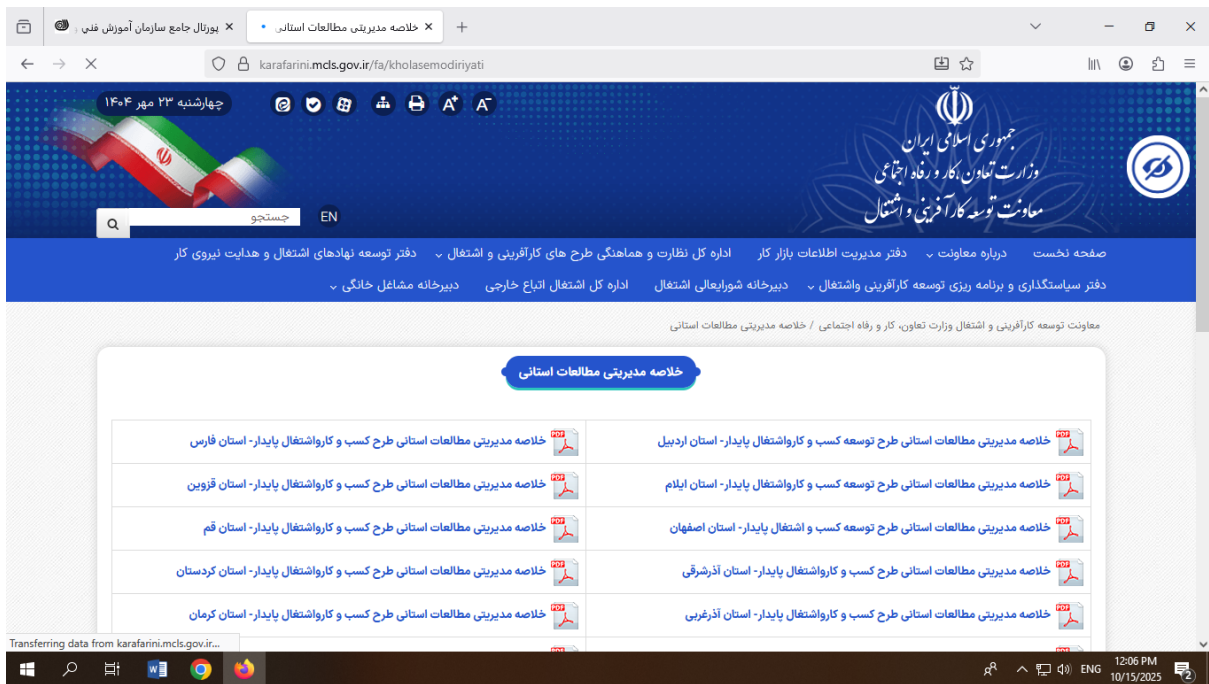 خلاصه مدیریتی مطالعات استانی
پورتال جامع سازمان آموزش فنی
karafarini.mcls.gov.ir/fa/kholasemodiriyati
چهارشنبه ۲۳ مهر ۱۴۰۴
A+ A-
جمهوری اسلامی ایران
وزارت تعاون، کار و رفاه اجتماعی
معاونت توسعه کارآفرینی و اشتغال
EN جستجو
صفحه نخست درباره معاونت دفتر مدیریت اطلاعات بازار کار اداره کل نظارت و هماهنگی طرح های کارآفرینی و اشتغال دفتر توسعه نهادهای اشتغال و هدایت نیروی کار
دفتر سیاستگذاری و برنامه ریزی توسعه کارآفرینی واشتغال دبیرخانه شورایعالی اشتغال اداره کل اشتغال اتباع خارجی دبیرخانه مشاغل خانگی
معاونت توسعه کارآفرینی و اشتغال وزارت تعاون، کار و رفاه اجتماعی / خلاصه مدیریتی مطالعات استانی
خلاصه مدیریتی مطالعات استانی
PDF خلاصه مدیریتی مطالعات استانی طرح توسعه کسب و کارواشتغال پایدار- استان اردبیل
PDF خلاصه مدیریتی مطالعات استانی طرح کسب و کارواشتغال پایدار- استان فارس
PDF خلاصه مدیریتی مطالعات استانی طرح توسعه کسب و کارواشتغال پایدار- استان ایلام
PDF خلاصه مدیریتی مطالعات استانی طرح کسب و کارواشتغال پایدار- استان قزوین
PDF خلاصه مدیریتی مطالعات استانی طرح توسعه کسب و اشتغال پایدار- استان اصفهان
PDF خلاصه مدیریتی مطالعات استانی طرح کسب و کارواشتغال پایدار- استان قم
PDF خلاصه مدیریتی مطالعات استانی طرح کسب و کارواشتغال پایدار- استان آذرشرقی
PDF خلاصه مدیریتی مطالعات استانی طرح کسب و کارواشتغال پایدار- استان کردستان
PDF خلاصه مدیریتی مطالعات استانی طرح کسب و کارواشتغال پایدار- استان آذرغربی
PDF خلاصه مدیریتی مطالعات استانی طرح کسب و کارواشتغال پایدار- استان کرمان
Transferring data from karafarini.mcls.gov.ir...
ENG
12:06 PM
10/15/2025
2